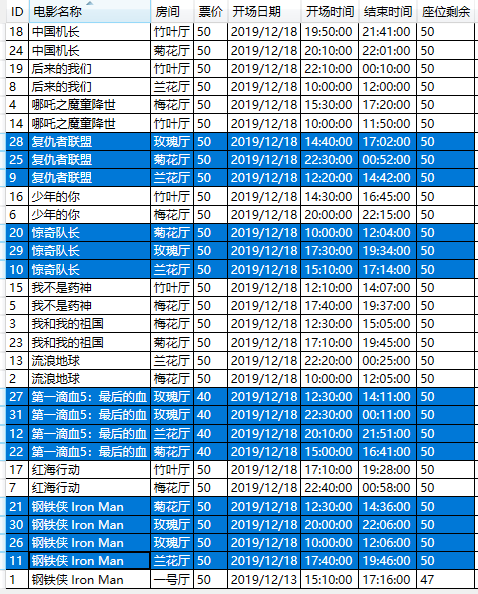 ID 电影名称 房间 票价 开场日期 开场时间 结束时间 座位剩余
18 中国机长 竹叶厅 50 2019/12/18 19:50:00 21:41:00 50
24 中国机长 菊花厅 50 2019/12/18 20:10:00 22:01:00 50
19 后来的我们 竹叶厅 50 2019/12/18 22:10:00 00:10:00 50
8 后来的我们 兰花厅 50 2019/12/18 10:00:00 12:00:00 50
4 哪吒之魔童降世 梅花厅 50 2019/12/18 15:30:00 17:20:00 50
14 哪吒之魔童降世 竹叶厅 50 2019/12/18 10:00:00 11:50:00 50
28 复仇者联盟 玫瑰厅 50 2019/12/18 14:40:00 17:02:00 50
25 复仇者联盟 菊花厅 50 2019/12/18 22:30:00 00:52:00 50
9 复仇者联盟 兰花厅 50 2019/12/18 12:20:00 14:42:00 50
16 少年的你 竹叶厅 50 2019/12/18 14:30:00 16:45:00 50
6 少年的你 梅花厅 50 2019/12/18 20:00:00 22:15:00 50
20 惊奇队长 菊花厅 50 2019/12/18 10:00:00 12:04:00 50
29 惊奇队长 玫瑰厅 50 2019/12/18 17:30:00 19:34:00 50
10 惊奇队长 兰花厅 50 2019/12/18 15:10:00 17:14:00 50
15 我不是药神 竹叶厅 50 2019/12/18 12:10:00 14:07:00 50
5 我不是药神 梅花厅 50 2019/12/18 17:40:00 19:37:00 50
3 我和我的祖国 梅花厅 50 2019/12/18 12:30:00 15:05:00 50
23 我和我的祖国 菊花厅 50 2019/12/18 17:10:00 19:45:00 50
13 流浪地球 兰花厅 50 2019/12/18 22:20:00 00:25:00 50
2 流浪地球 梅花厅 50 2019/12/18 10:00:00 12:05:00 50
27 第一滴血5：最后的血 玫瑰厅 40 2019/12/18 12:30:00 14:11:00 50
31 第一滴血5：最后的血 玫瑰厅 40 2019/12/18 22:30:00 00:11:00 50
12 第一滴血5：最后的血 兰花厅 40 2019/12/18 20:10:00 21:51:00 50
22 第一滴血5：最后的血 菊花厅 40 2019/12/18 15:00:00 16:41:00 50
17 红海行动 竹叶厅 50 2019/12/18 17:10:00 19:28:00 50
7 红海行动 梅花厅 50 2019/12/18 22:40:00 00:58:00 50
21 钢铁侠 Iron Man 菊花厅 50 2019/12/18 12:30:00 14:36:00 50
30 钢铁侠 Iron Man 玫瑰厅 50 2019/12/18 20:00:00 22:06:00 50
26 钢铁侠 Iron Man 玫瑰厅 50 2019/12/18 10:00:00 12:06:00 50
11 钢铁侠 Iron Man 兰花厅 50 2019/12/18 17:40:00 19:46:00 50
1 钢铁侠 Iron Man 一号厅 50 2019/12/13 15:10:00 17:16:00 47